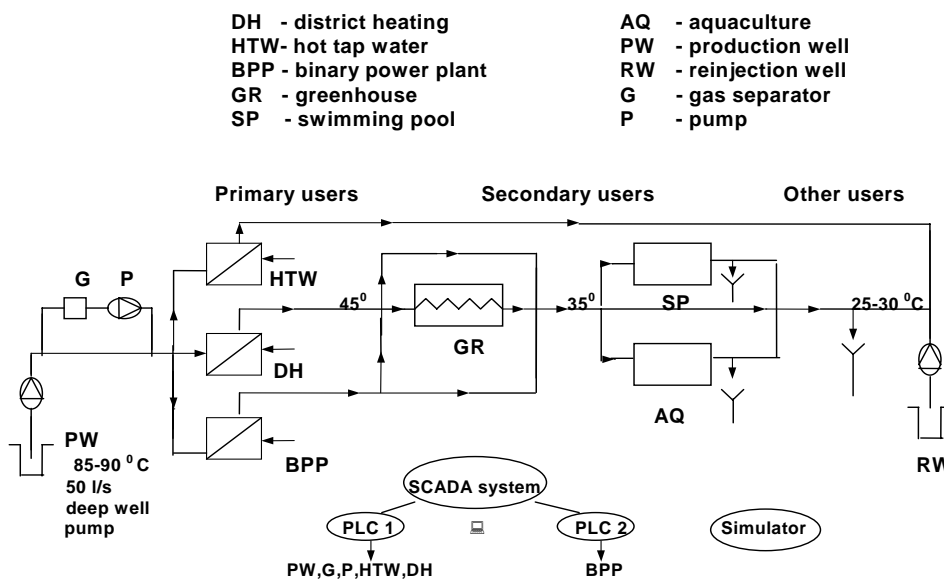 DH - district heating
HTW- hot tap water
BPP - binary power plant
GR - greenhouse
SP - swimming pool
AQ - aquaculture
PW - production well
RW - reinjection well
G - gas separator
P - pump
Primary users
Secondary users
Other users
G
P
HTW
45⁰
GR
35⁰
SP
25-30 ⁰C
DH
AQ
BPP
PW
85-90 ⁰ C
50 l/s
deep well
pump
RW
SCADA system
PLC 1
PLC 2
Simulator
PW,G,P,HTW,DH
BPP